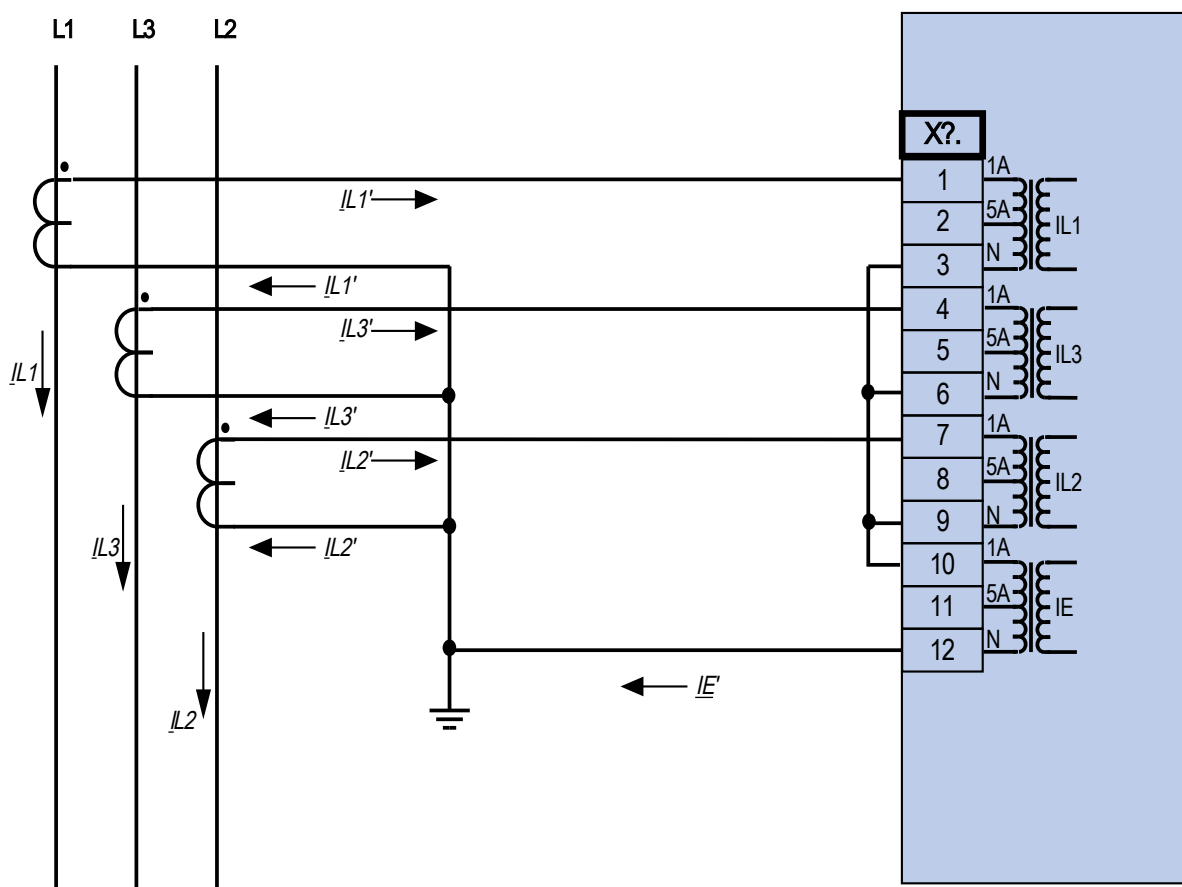 L1 L3 L2
X?.
1 1A
IL1'
2 5A IL1
3 N
IL1'
4 1A
IL3'
5 5A IL3
IL1
6 N
IL3'
7 1A
IL2'
8 5A IL2
9 N
IL3
IL2'
10 1A
11 5A IE
12 N
IE'
IL2